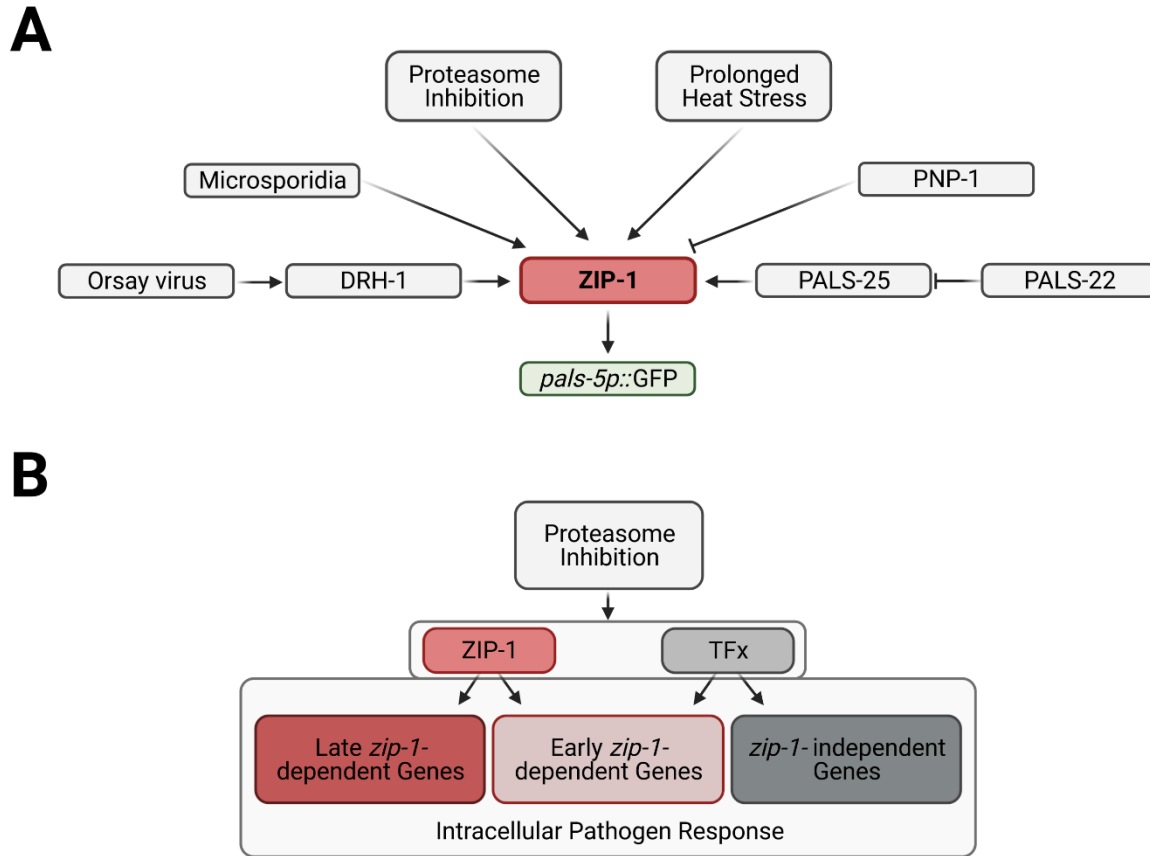 A
Proteasome
Inhibition
Prolonged
Heat Stress
Microsporidia
PNP-1
Orsay virus
DRH-1
ZIP-1
PALS-25
PALS-22
pals-5p::GFP
B
Proteasome
Inhibition
ZIP-1
TFx
Late zip-1-
dependent Genes
Early zip-1-
dependent Genes
zip-1- independent
Genes
Intracellular Pathogen Response